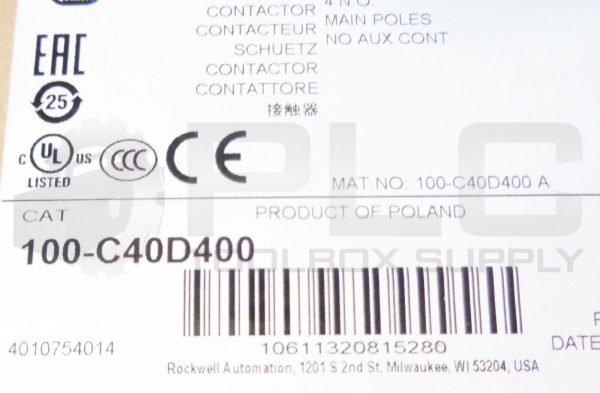 CONTACTOR
CONTACTEUR
SCHUETZ
CONTACTOR
CONTATTORE
接触器
4 N.O.
MAIN POLES
NO AUX CONT
EAC
25
C UL US
LISTED
CCC
CE
MAT.NO. 100-C40D400 A
CAT
PRODUCT OF POLAND
100-C40D400
PLC
TOOLBOX SUPPLY
4010754014
10611320815280
DATE
Rockwell Automation, 1201 S 2nd St, Milwaukee, WI 53204, USA